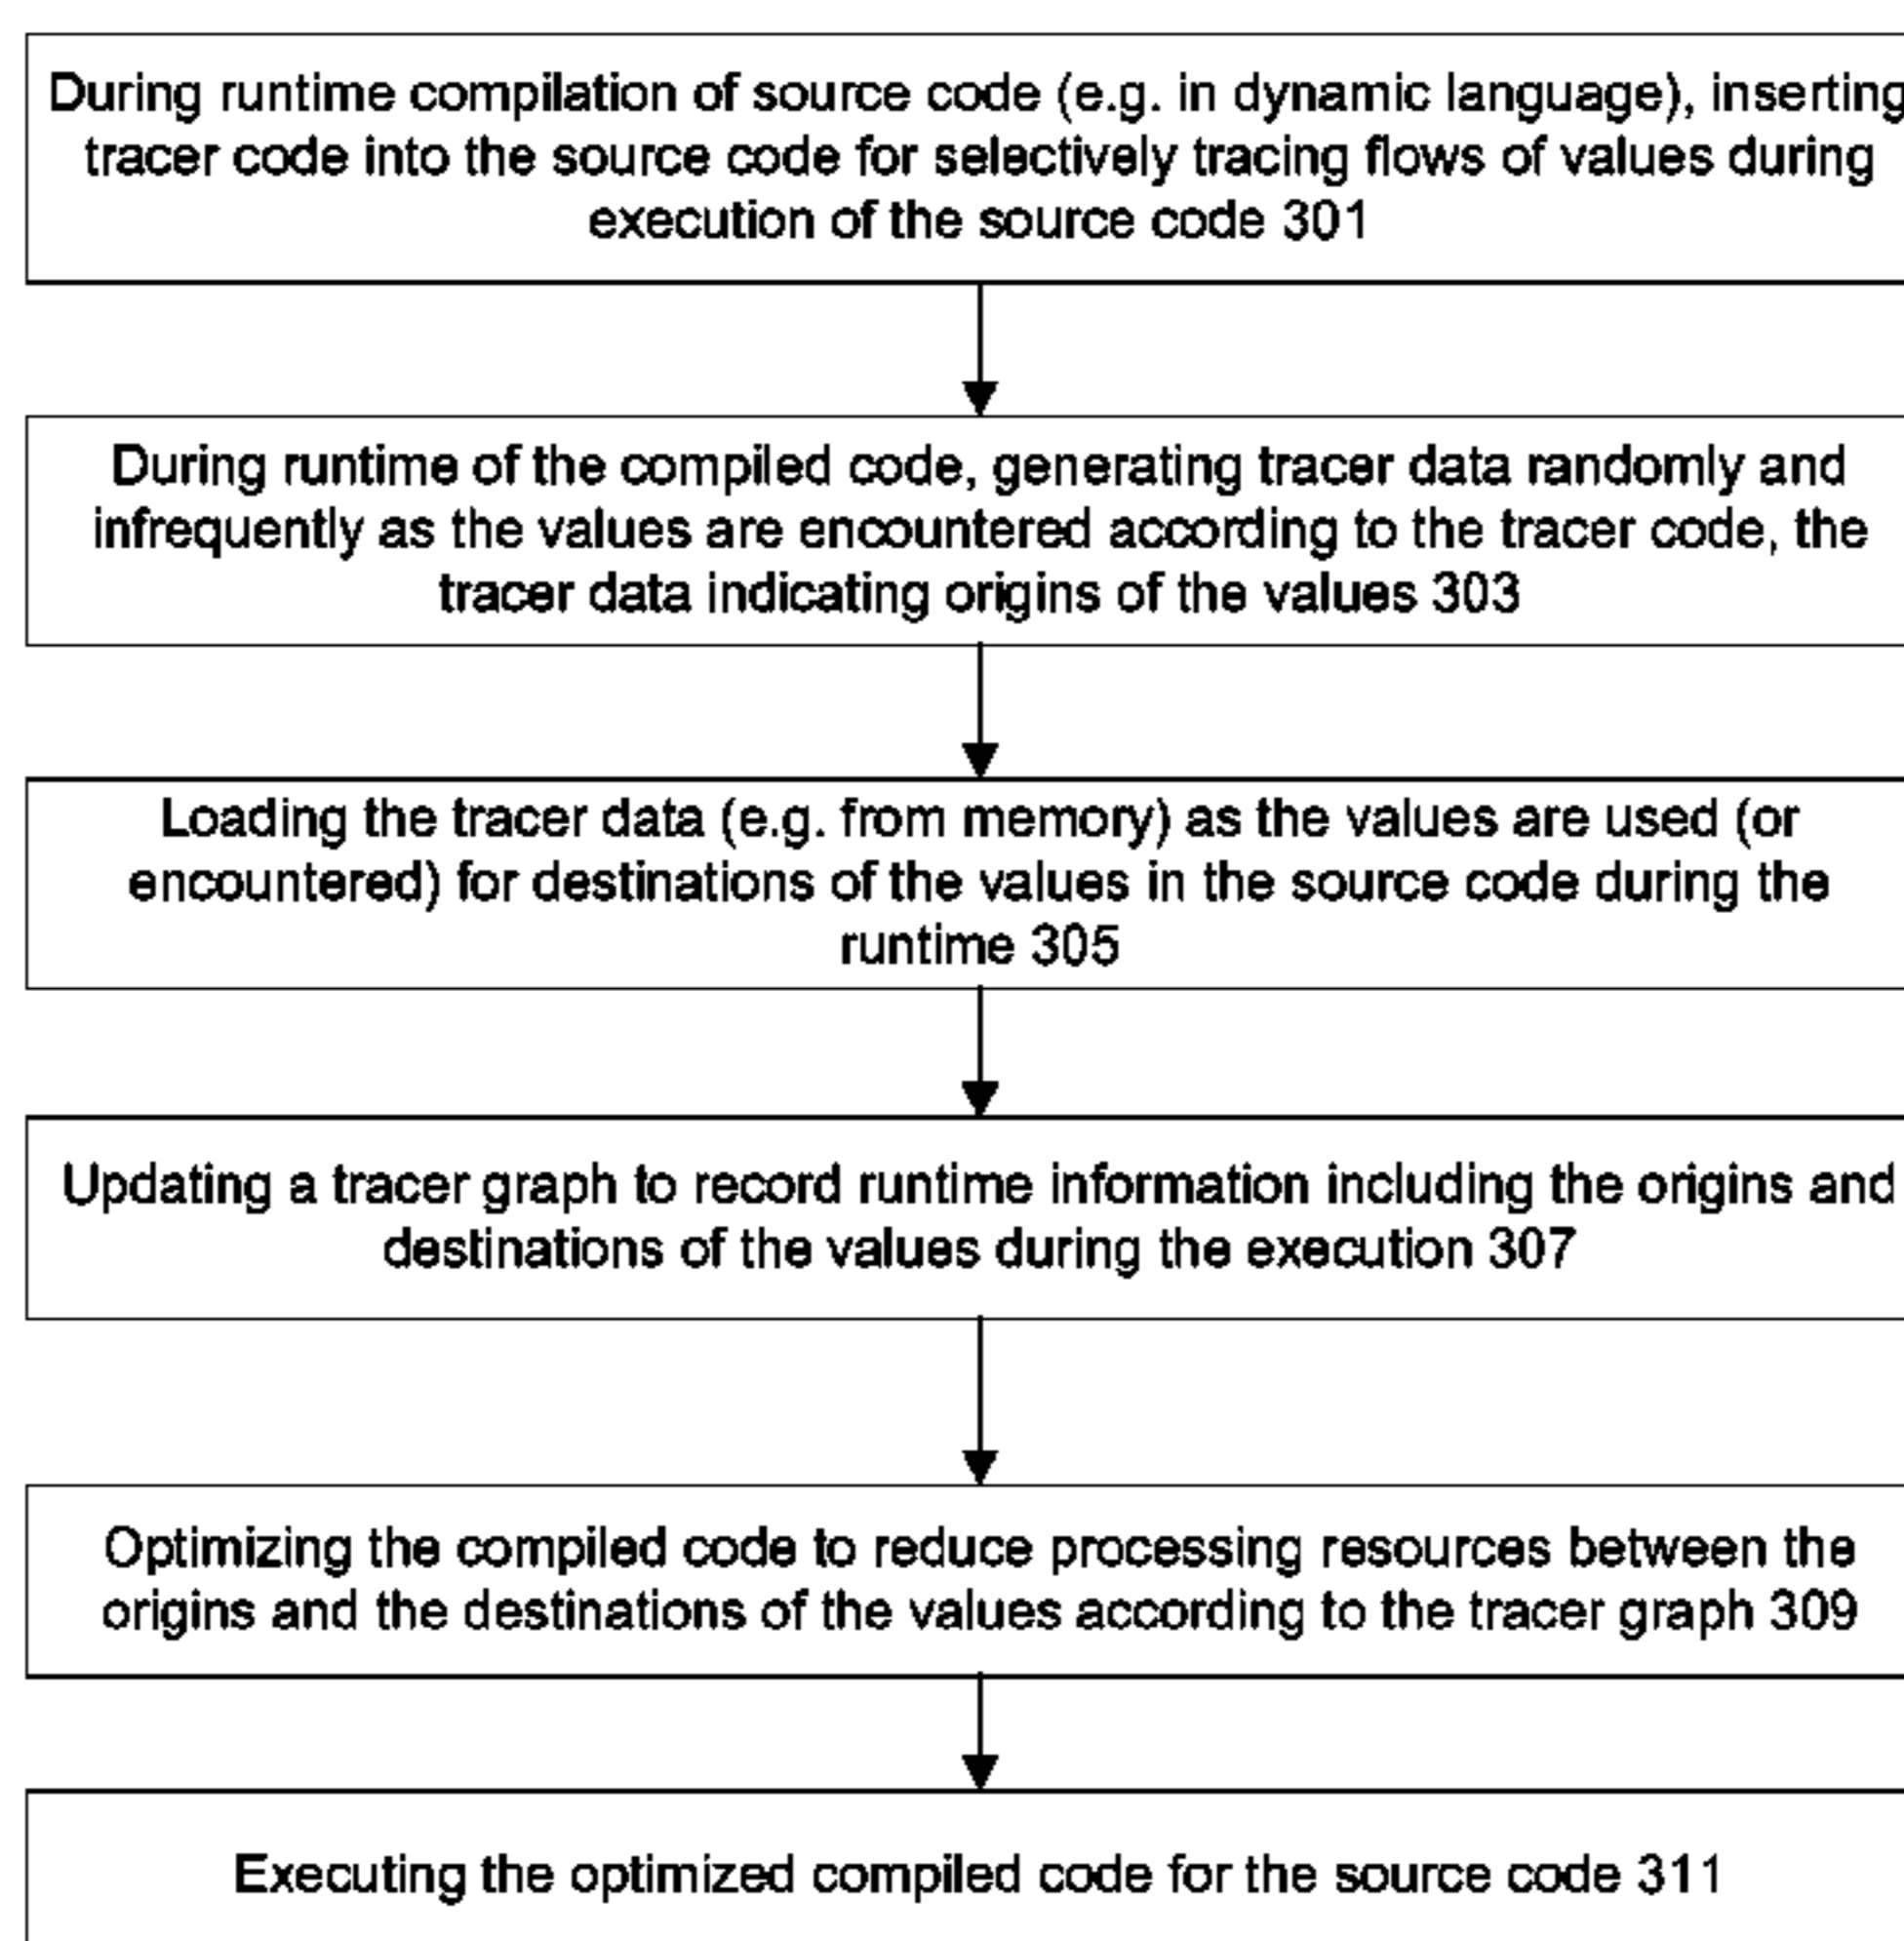 During runtime compilation of source code (e.g. in dynamic language), inserting
tracer code into the source code for selectively tracing flows of values during
execution of the source code 301
During runtime of the compiled code, generating tracer data randomly and
infrequently as the values are encountered according to the tracer code, the
tracer data indicating origins of the values 303
Loading the tracer data (e.g. from memory) as the values are used (or
encountered) for destinations of the values in the source code during the
runtime 305
Updating a tracer graph to record runtime information including the origins and
destinations of the values during the execution 307
Optimizing the compiled code to reduce processing resources between the
origins and the destinations of the values according to the tracer graph 309
Executing the optimized compiled code for the source code 311